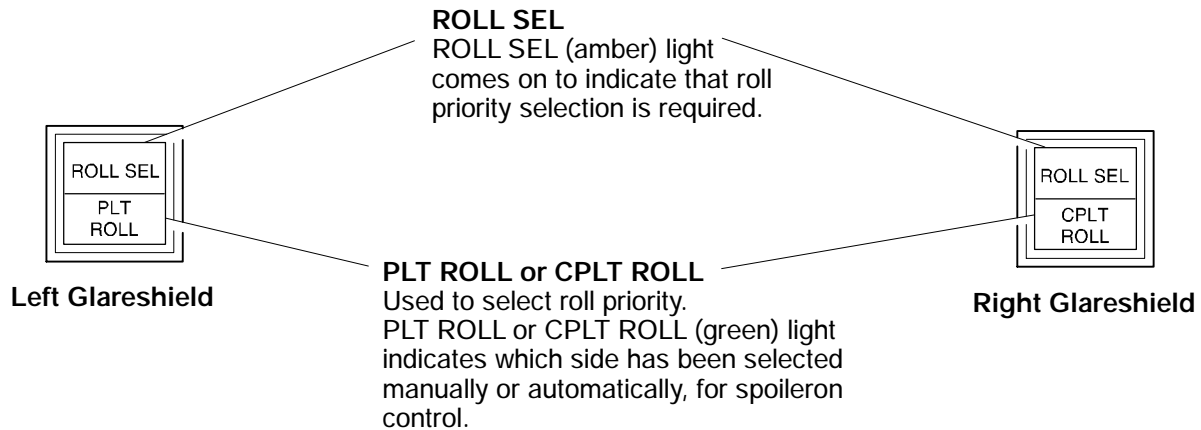 ROLL SEL
ROLL SEL (amber) light
comes on to indicate that roll
priority selection is required.
ROLL SEL
PLT
ROLL
Left Glareshield
ROLL SEL
CPLT
ROLL
Right Glareshield
PLT ROLL or CPLT ROLL
Used to select roll priority.
PLT ROLL or CPLT ROLL (green) light
indicates which side has been selected
manually or automatically, for spoileron
control.